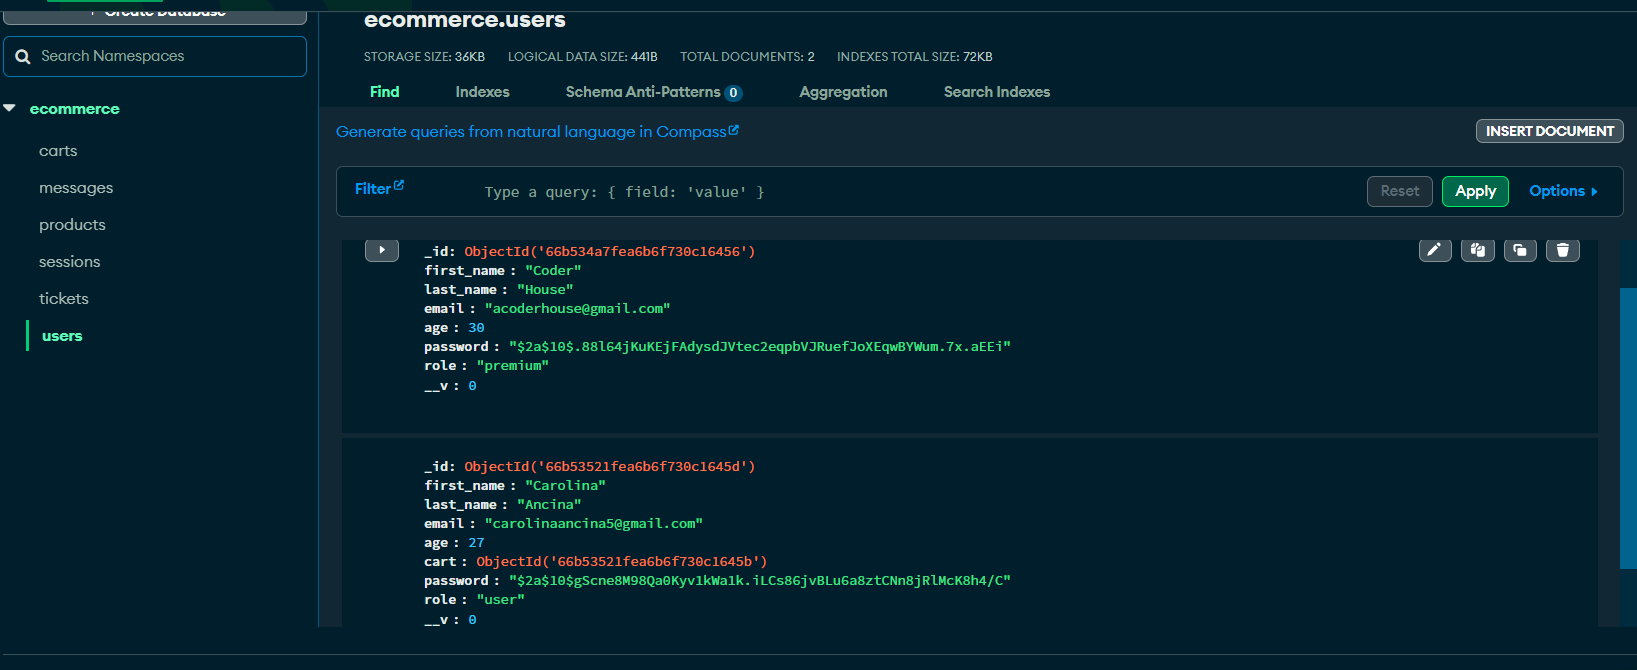 + Create Database
Search Namespaces
ecommerce
carts
messages
products
sessions
tickets
users
ecommerce.users
STORAGE SIZE: 36KB LOGICAL DATA SIZE: 441B TOTAL DOCUMENTS: 2 INDEXES TOTAL SIZE: 72KB
Find Indexes Schema Anti-Patterns 0 Aggregation Search Indexes
Generate queries from natural language in Compass
INSERT DOCUMENT
Filter Type a query: { field: 'value' } Reset Apply Options
_id: ObjectId('66b534a7fea6b6f730c16456')
first_name : "Coder"
last_name : "House"
email : "acoderhouse@gmail.com"
age : 30
password : "$2a$10$.88l64jKuKEjFAdysdJVtec2eqpbVJRuefJoXEqwBYWum.7x.aEEi"
role : "premium"
__v : 0
_id: ObjectId('66b53521fea6b6f730c1645d')
first_name : "Carolina"
last_name : "Ancina"
email : "carolinaancina5@gmail.com"
age : 27
cart : ObjectId('66b53521fea6b6f730c1645b')
password : "$2a$10$gScne8M98Qa0Kyv1kWa1k.iLCs86jvBLu6a8ztCNn8jRlMcK8h4/C"
role : "user"
__v : 0